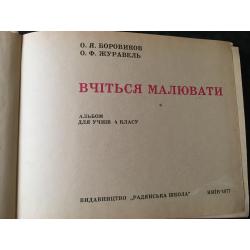 О. Я. БОРОВИКОВ
О. Ф. ЖУРАВЕЛЬ
ВЧІТЬСЯ МАЛЮВАТИ
АЛЬБОМ
ДЛЯ УЧНІВ 4 КЛАСУ
ВИДАВНИЦТВО „РАДЯНСЬКА ШКОЛА" КИЇВ-1977